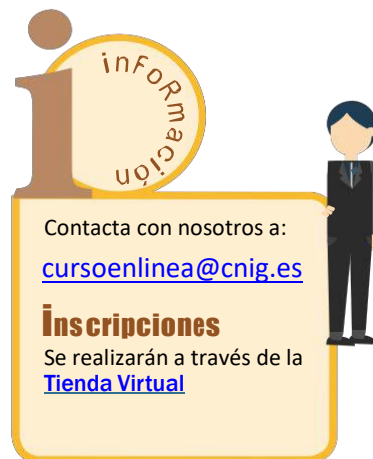 i
inFoRmación
Contacta con nosotros a:
cursoenlinea@cnig.es
inscripciones
Se realizarán a través de la
Tienda Virtual